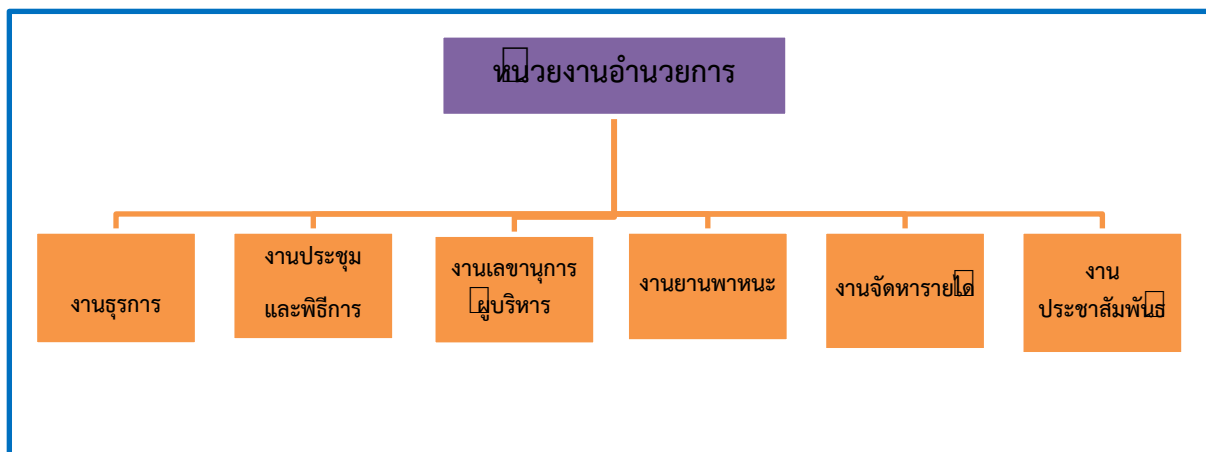 หน่วยงานอำนวยการ
งานธุรการ
งานประชุม
และพิธีการ
งานเลขานุการ
ผู้บริหาร
งานยานพาหนะ
งานจัดหารายได้
งาน
ประชาสัมพันธ์